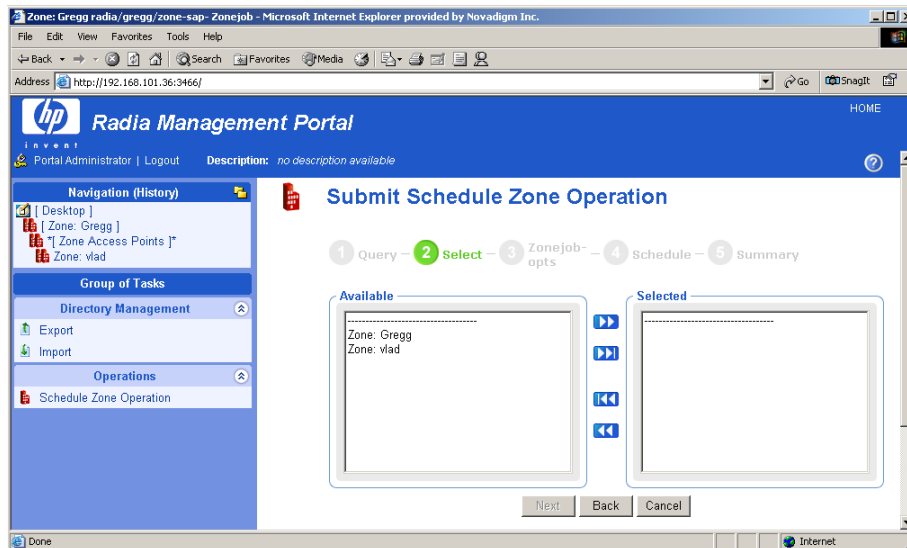 Zone: Gregg radia/gregg/zone-sap- Zonejob - Microsoft Internet Explorer provided by Novadigm Inc.
File Edit View Favorites Tools Help
Back Search Favorites Media
Address http://192.168.101.36:3466/ Go SnagIt
hp
invent
Radia Management Portal
HOME
Portal Administrator | Logout Description: no description available
Navigation (History)
[ Desktop ]
[ Zone: Gregg ]
*[ Zone Access Points ]*
Zone: vlad
Group of Tasks
Directory Management
Export
Import
Operations
Schedule Zone Operation
Submit Schedule Zone Operation
1 Query – 2 Select – 3 Zonejob-opts – 4 Schedule – 5 Summary
Available
-----------------------------------
Zone: Gregg
Zone: vlad
Selected
-----------------------------------
Next Back Cancel
Done
Internet